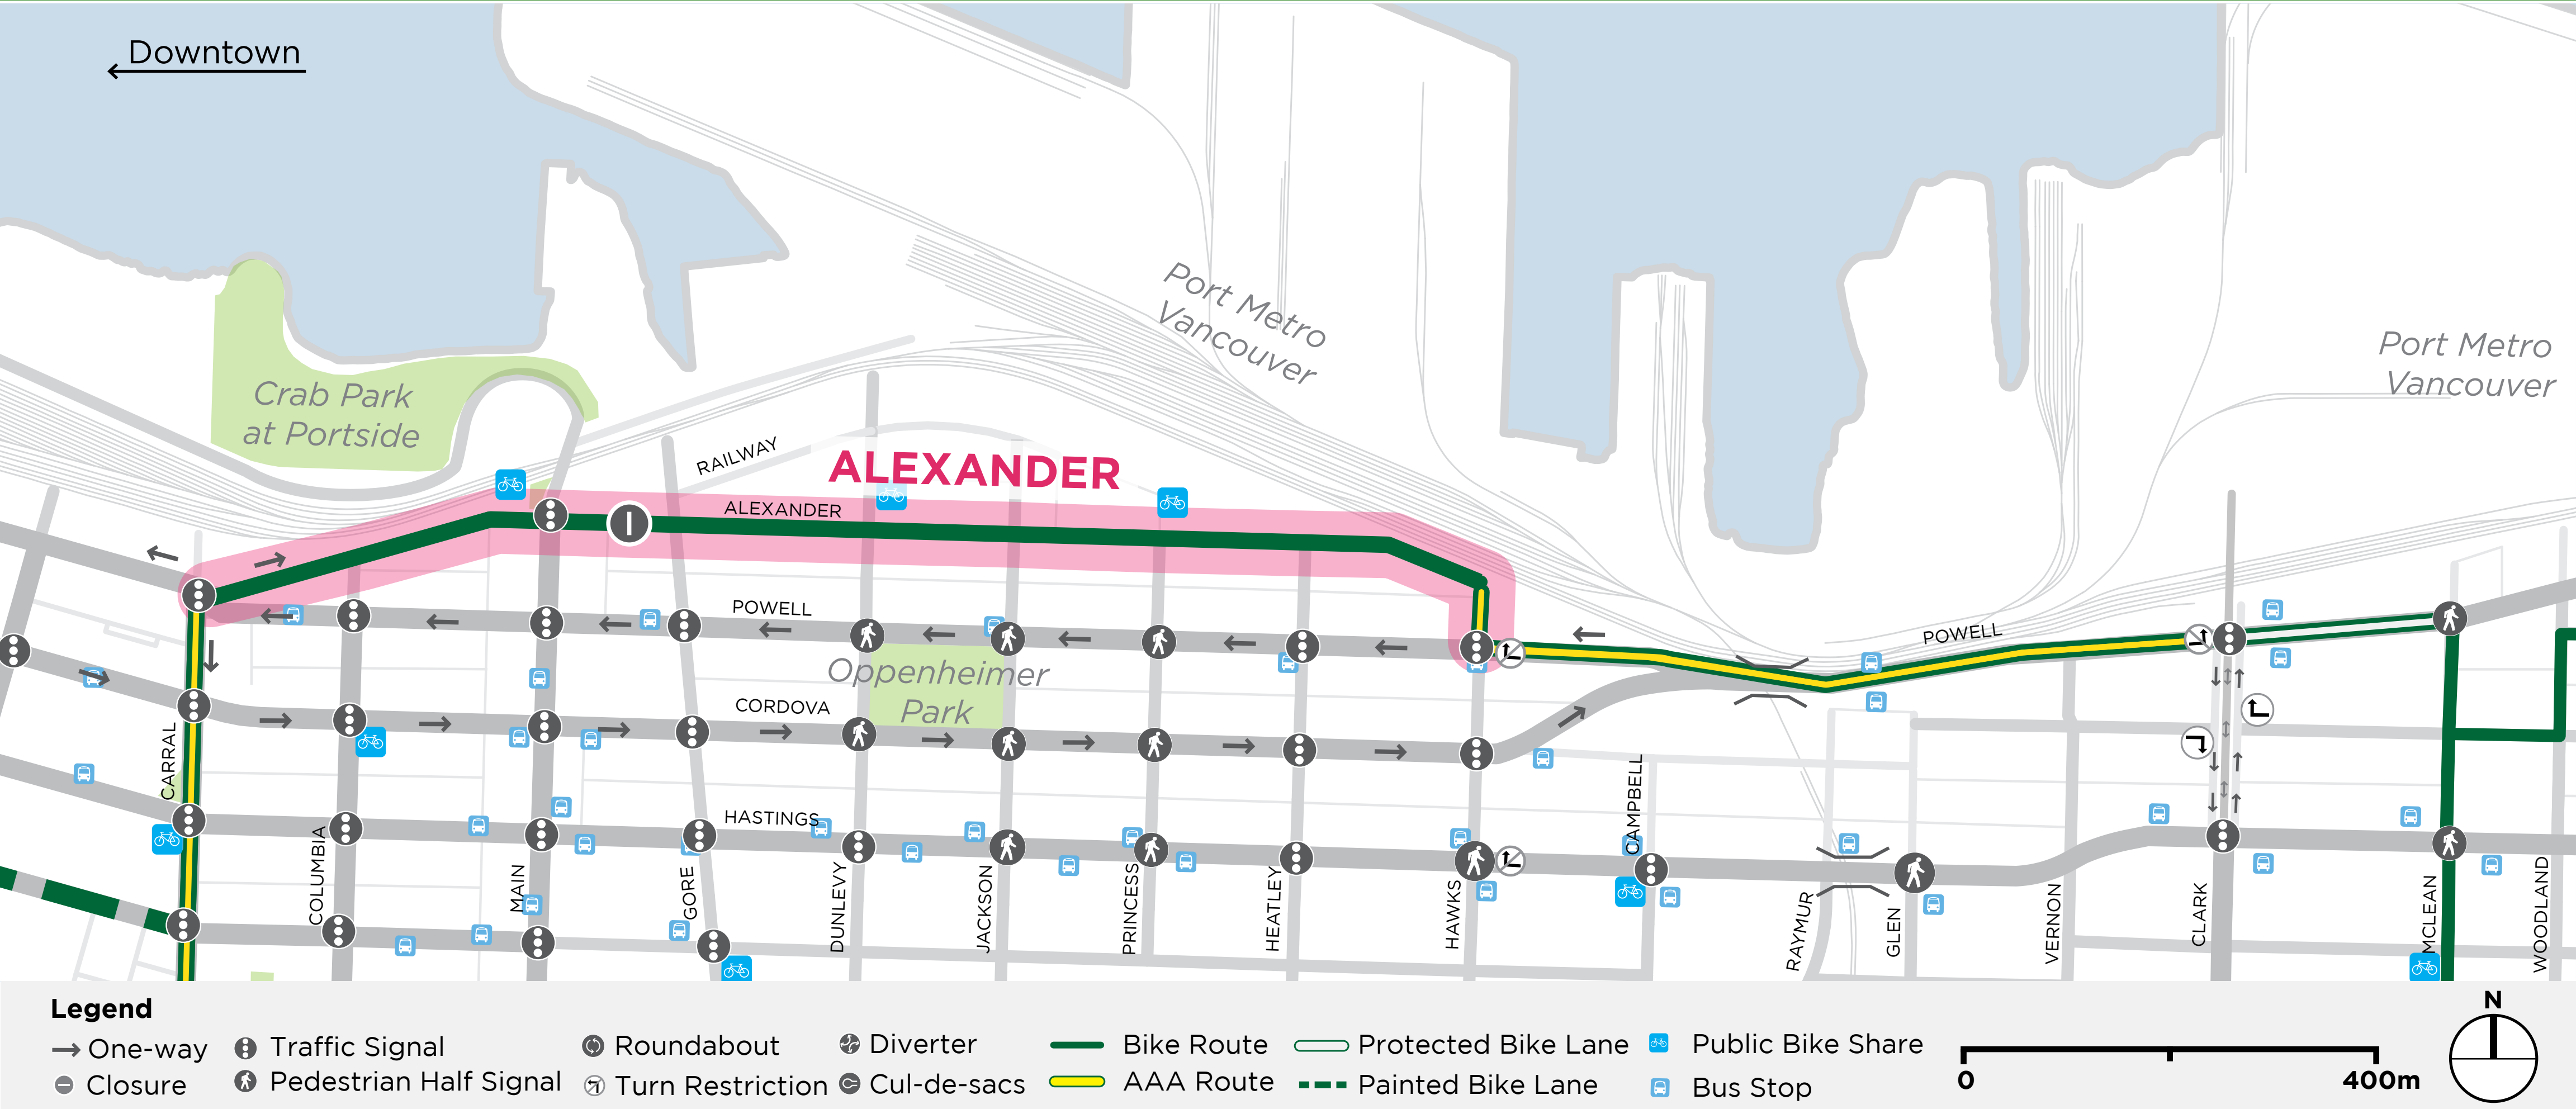 Downtown
Port Metro
Vancouver
Port Metro
Vancouver
Crab Park
at Portside
RAILWAY
ALEXANDER
ALEXANDER
POWELL
POWELL
Oppenheimer
Park
CORDOVA
CARRAL
HASTINGS
CAMPBELL
COLUMBIA
MAIN
GORE
DUNLEVY
JACKSON
PRINCESS
HEATLEY
HAWKS
RAYMUR
GLEN
VERNON
CLARK
MCLEAN
WOODLAND
Legend
One-way
Traffic Signal
Roundabout
Diverter
Bike Route
Protected Bike Lane
Public Bike Share
Closure
Pedestrian Half Signal
Turn Restriction
Cul-de-sacs
AAA Route
Painted Bike Lane
Bus Stop
0
400m
N